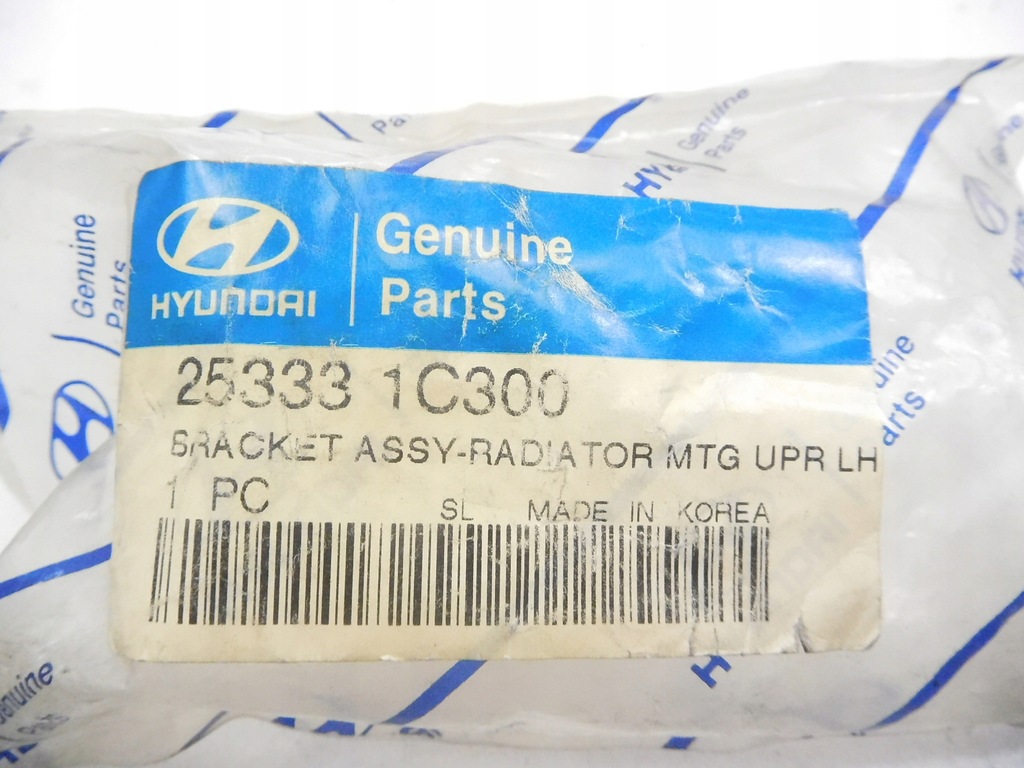 HYUNDAI
Genuine
Parts
25333 1C300
BRACKET ASSY-RADIATOR MTG UPR LH
1 PC
SL MADE IN KOREA
Genuine
Parts
Genuine
Parts
Genuine
Parts